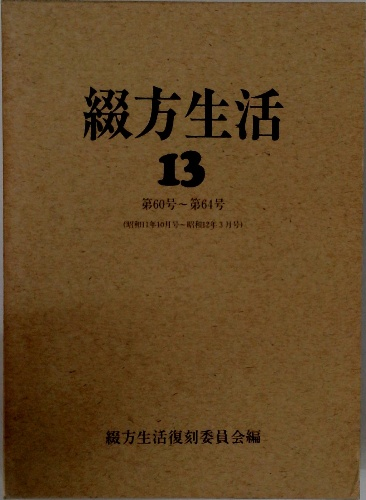 綴方生活
13
第60号～第64号
(昭和11年10月号～昭和12年3月号)
綴方生活復刻委員会編